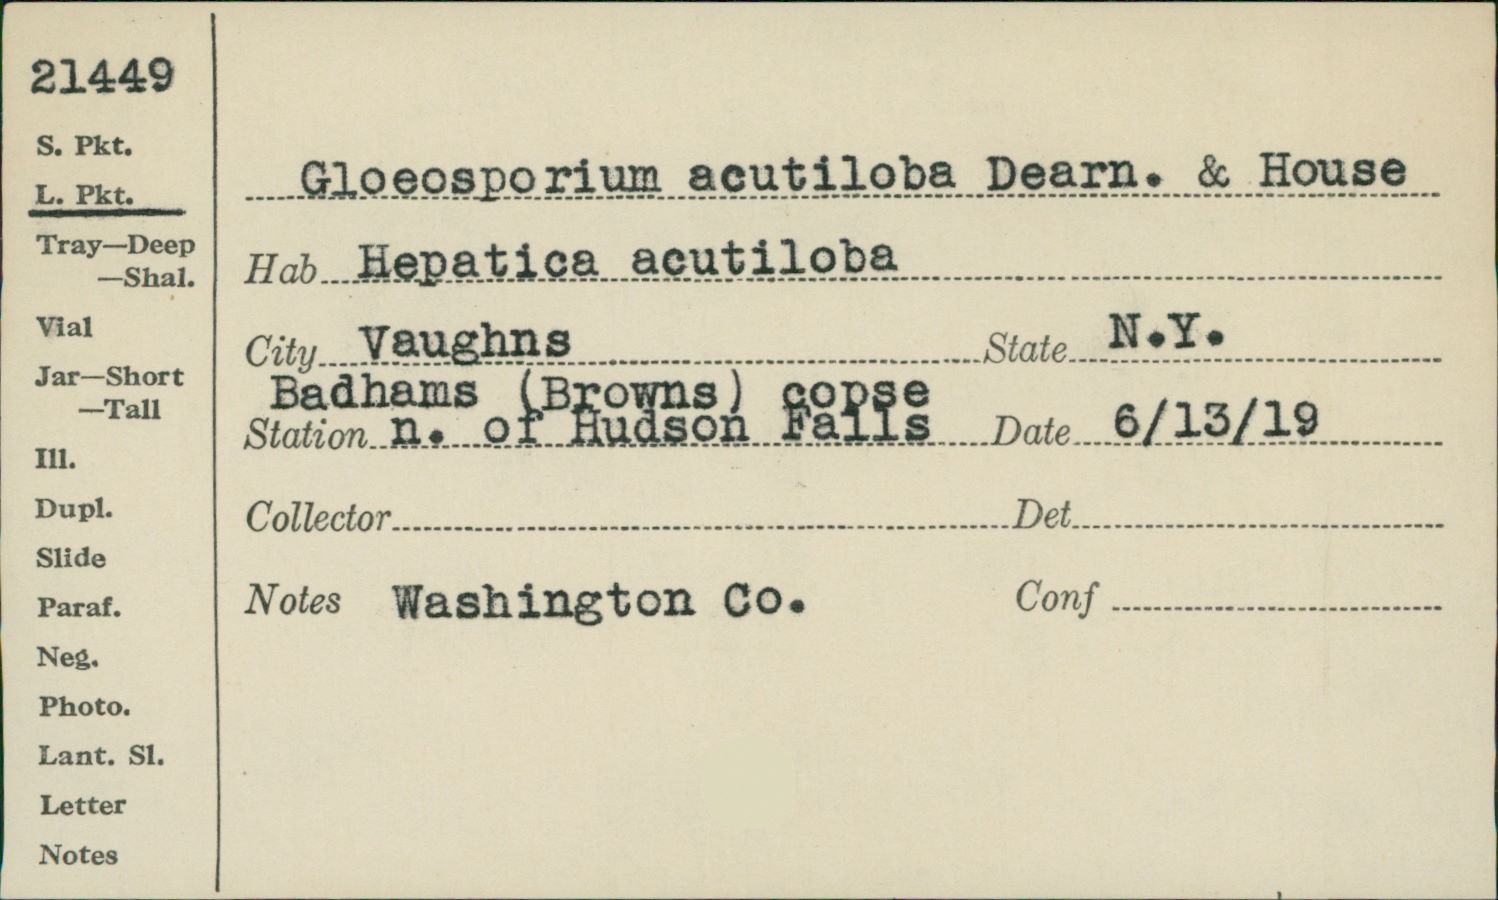 21449
S. Pkt.
L. Pkt.
Tray—Deep
—Shal.
Vial
Jar—Short
—Tall
Ill.
Dupl.
Slide
Paraf.
Neg.
Photo.
Lant. Sl.
Letter
Notes
Gloeosporium acutiloba Dearn. & House
Hab Hepatica acutiloba
City Vaughns State N.Y.
Badhams (Browns) copse
Station n. of Hudson Falls Date 6/13/19
Collector Det
Notes Washington Co. Conf